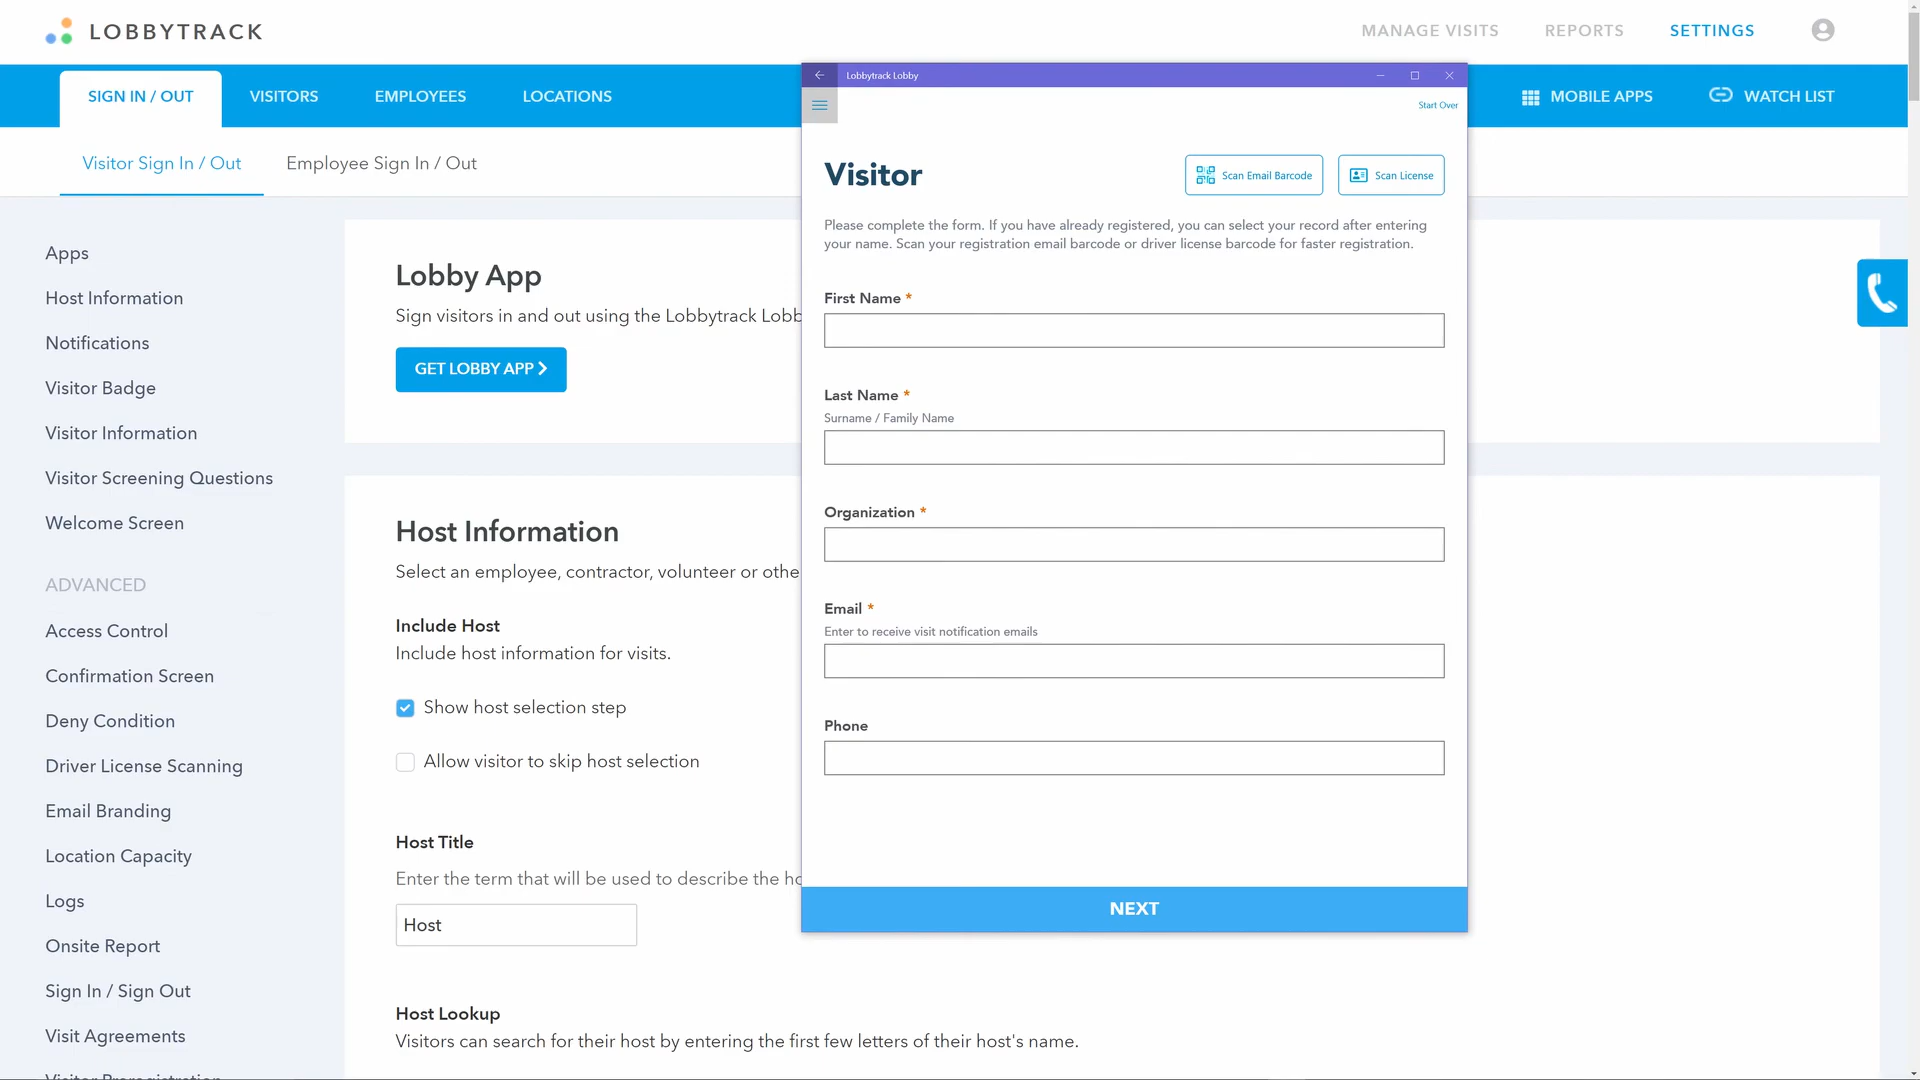 LOBBYTRACK
MANAGE VISITS
REPORTS
SETTINGS
SIGN IN / OUT
VISITORS
EMPLOYEES
LOCATIONS
MOBILE APPS
WATCH LIST
Visitor Sign In / Out
Employee Sign In / Out
Apps
Host Information
Notifications
Visitor Badge
Visitor Information
Visitor Screening Questions
Welcome Screen
ADVANCED
Access Control
Confirmation Screen
Deny Condition
Driver License Scanning
Email Branding
Location Capacity
Logs
Onsite Report
Sign In / Sign Out
Visit Agreements
Visitor Preregistration
Lobby App
Sign visitors in and out using the Lobbytrack Lobb
GET LOBBY APP
Host Information
Select an employee, contractor, volunteer or othe
Include Host
Include host information for visits.
Show host selection step
Allow visitor to skip host selection
Host Title
Enter the term that will be used to describe the ho
Host
Host Lookup
Visitors can search for their host by entering the first few letters of their host's name.
Lobbytrack Lobby
Start Over
Visitor
Scan Email Barcode
Scan License
Please complete the form. If you have already registered, you can select your record after entering
your name. Scan your registration email barcode or driver license barcode for faster registration.
First Name *
Last Name *
Surname / Family Name
Organization *
Email *
Enter to receive visit notification emails
Phone
NEXT